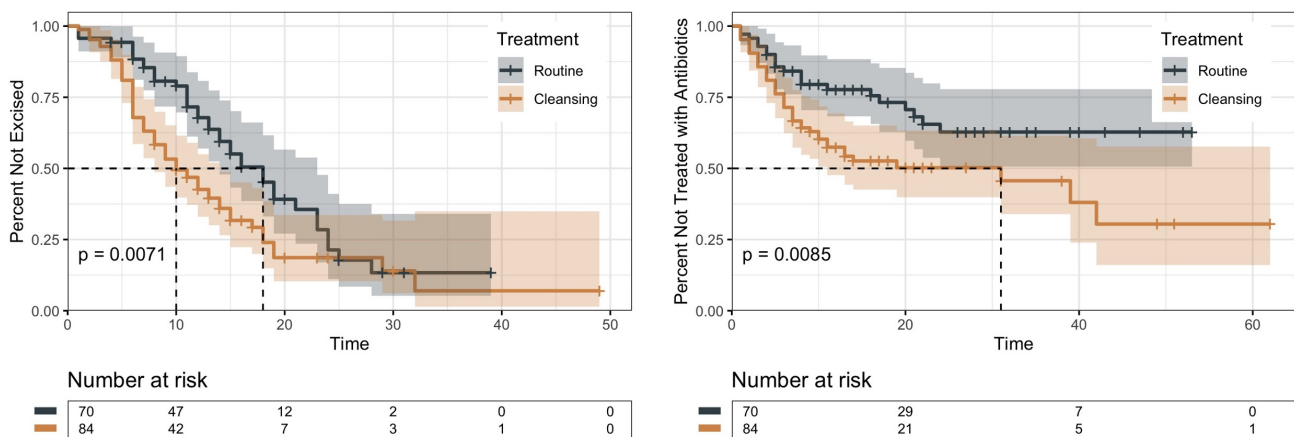 Percent Not Excised
1.00
0.75
0.50
0.25
0.00
Treatment
Routine
Cleansing
p = 0.0071
0 10 20 30 40 50
Time
Number at risk
70 47 12 2 0 0
84 42 7 3 1 0
Percent Not Treated with Antibiotics
1.00
0.75
0.50
0.25
0.00
Treatment
Routine
Cleansing
p = 0.0085
0 20 40 60
Time
Number at risk
70 29 7 0
84 21 5 1